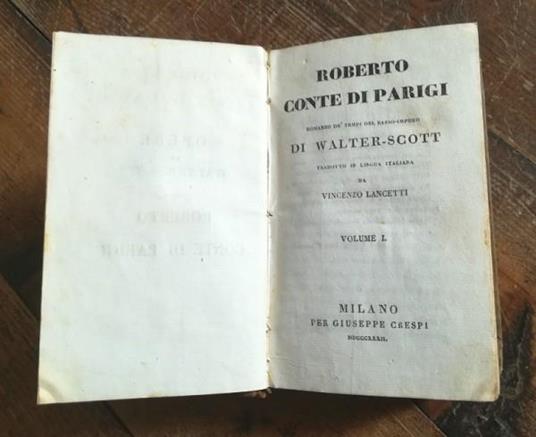 ROBERTO
CONTE DI PARIGI
ROMANZO DE' TEMPI DEL BASSO-IMPERO
DI WALTER-SCOTT
TRADOTTO IN LINGUA ITALIANA
DA
VINCENZO LANCETTI
VOLUME I.
MILANO
PER GIUSEPPE CRESPI
MDCCCXXXII.